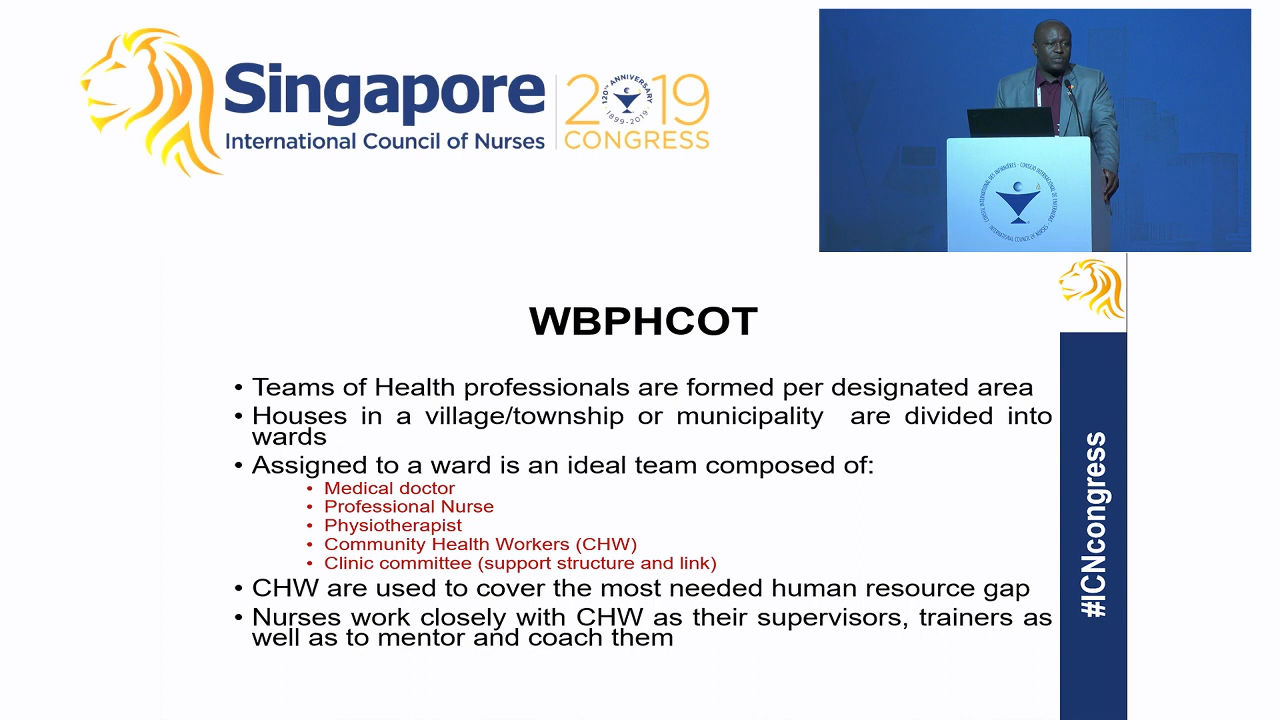 Singapore
International Council of Nurses
2019
CONGRESS
120TH ANNIVERSARY
1899-2019
WBPHCOT
• Teams of Health professionals are formed per designated area
• Houses in a village/township or municipality are divided into
wards
• Assigned to a ward is an ideal team composed of:
• Medical doctor
• Professional Nurse
• Physiotherapist
• Community Health Workers (CHW)
• Clinic committee (support structure and link)
• CHW are used to cover the most needed human resource gap
• Nurses work closely with CHW as their supervisors, trainers as
well as to mentor and coach them
#ICNcongress